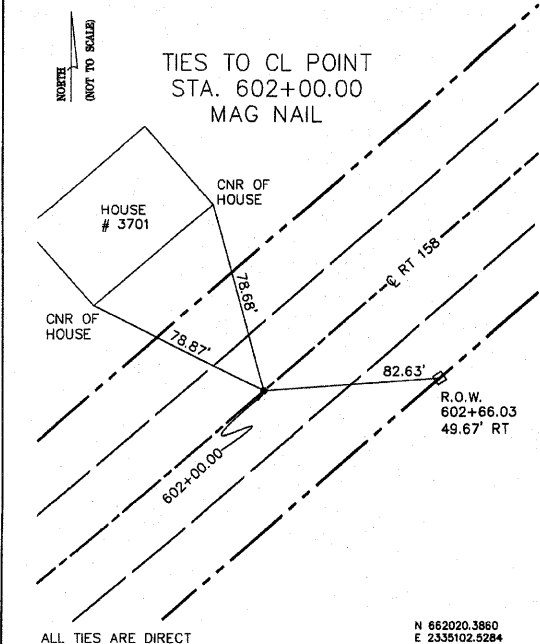 NORTH
(NOT TO SCALE)
TIES TO CL POINT
STA. 602+00.00
MAG NAIL
CNR OF
HOUSE
HOUSE
# 3701
CNR OF
HOUSE
78.68'
78.87'
℄ RT 158
82.63'
R.O.W.
602+66.03
49.67' RT
602+00.00
ALL TIES ARE DIRECT
N 662020.3860
E 2335102.5284